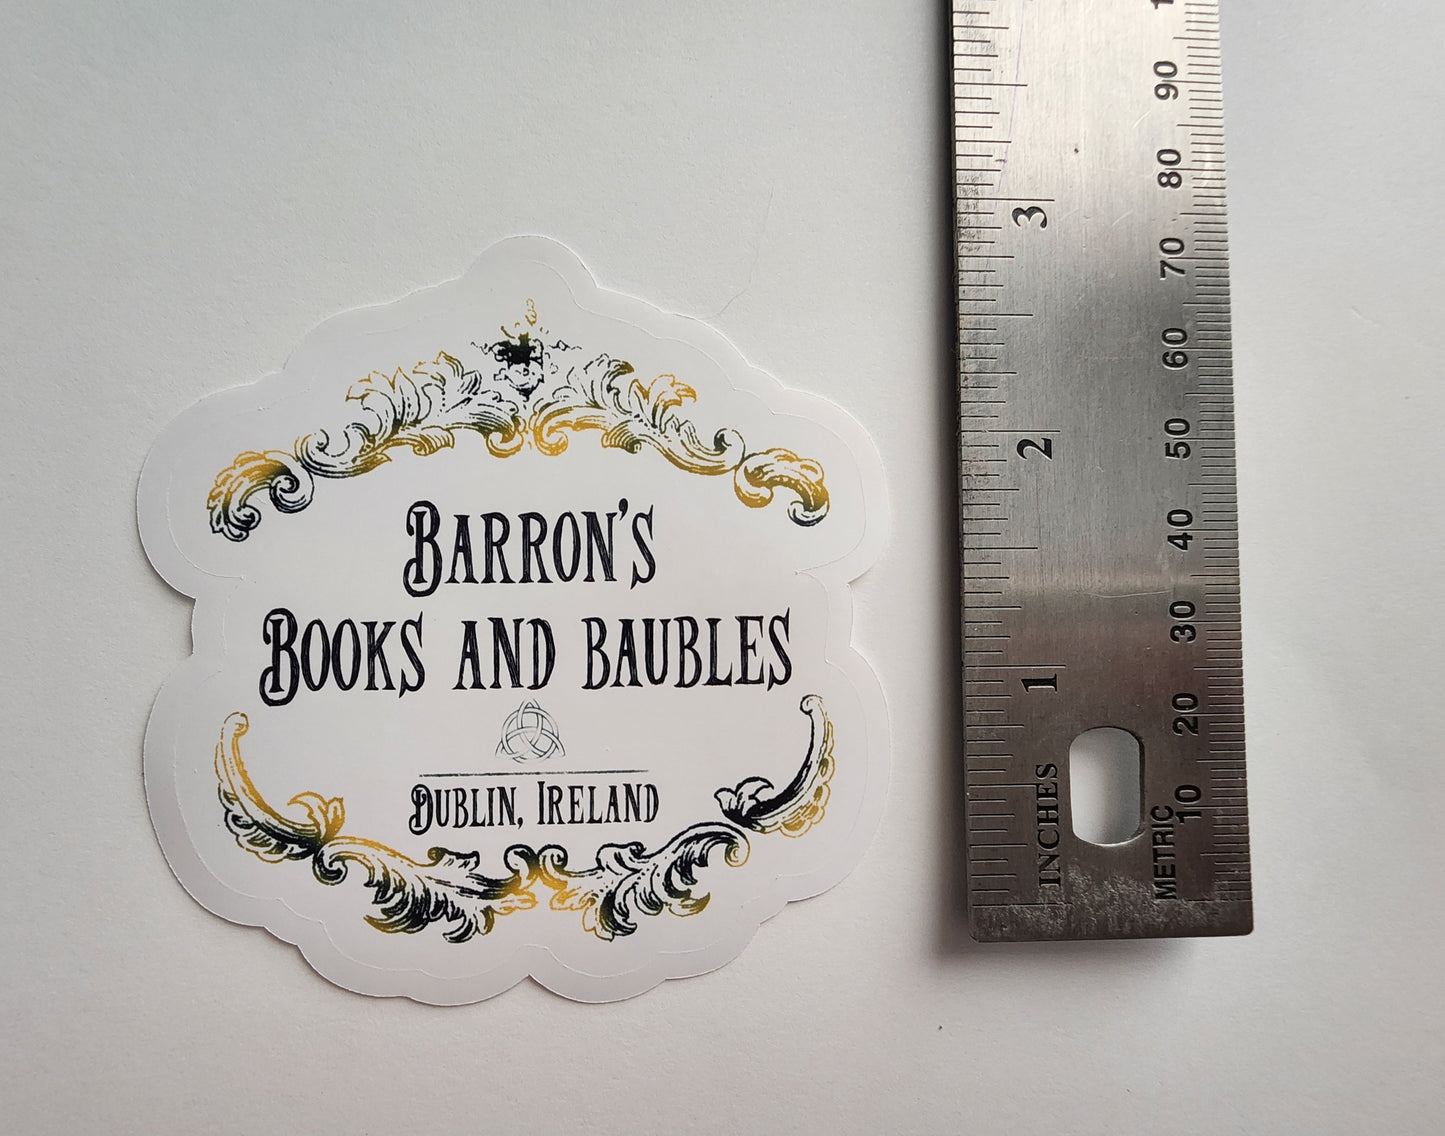 Barron's
Books and baubles
Dublin, Ireland
INCHES
1
2
3
METRIC
10
20
30
40
50
60
70
80
90